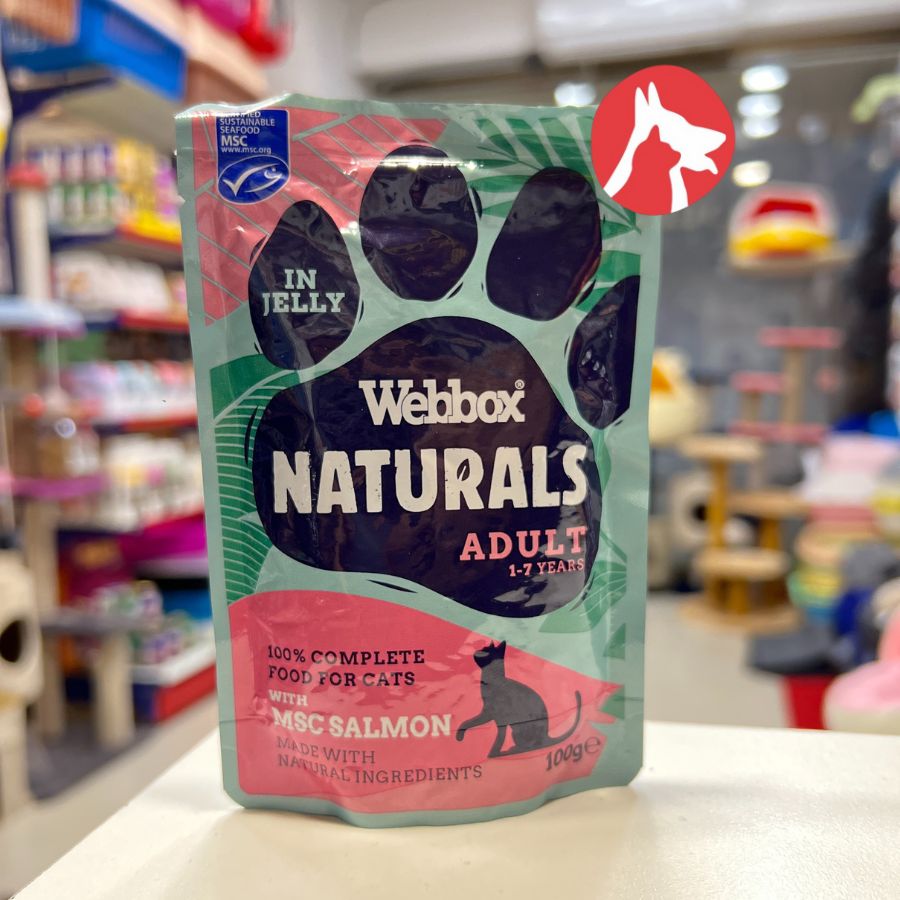 CERTIFIED
SUSTAINABLE
SEAFOOD
MSC
www.msc.org
IN
JELLY
Webbox®
NATURALS
ADULT
1-7 YEARS
100% COMPLETE
FOOD FOR CATS
WITH
MSC SALMON
MADE WITH
NATURAL INGREDIENTS
100g℮